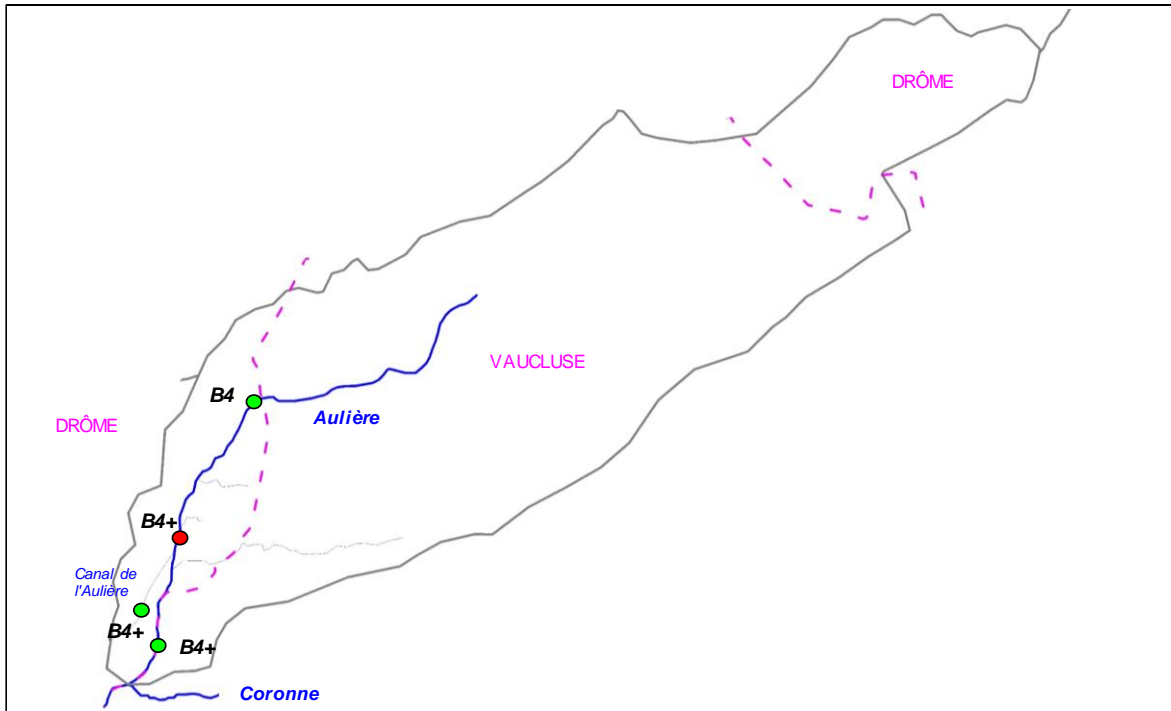 DRÔME
VAUCLUSE
B4
Aulière
DRÔME
B4+
Canal de
l'Aulière
B4+
B4+
Coronne